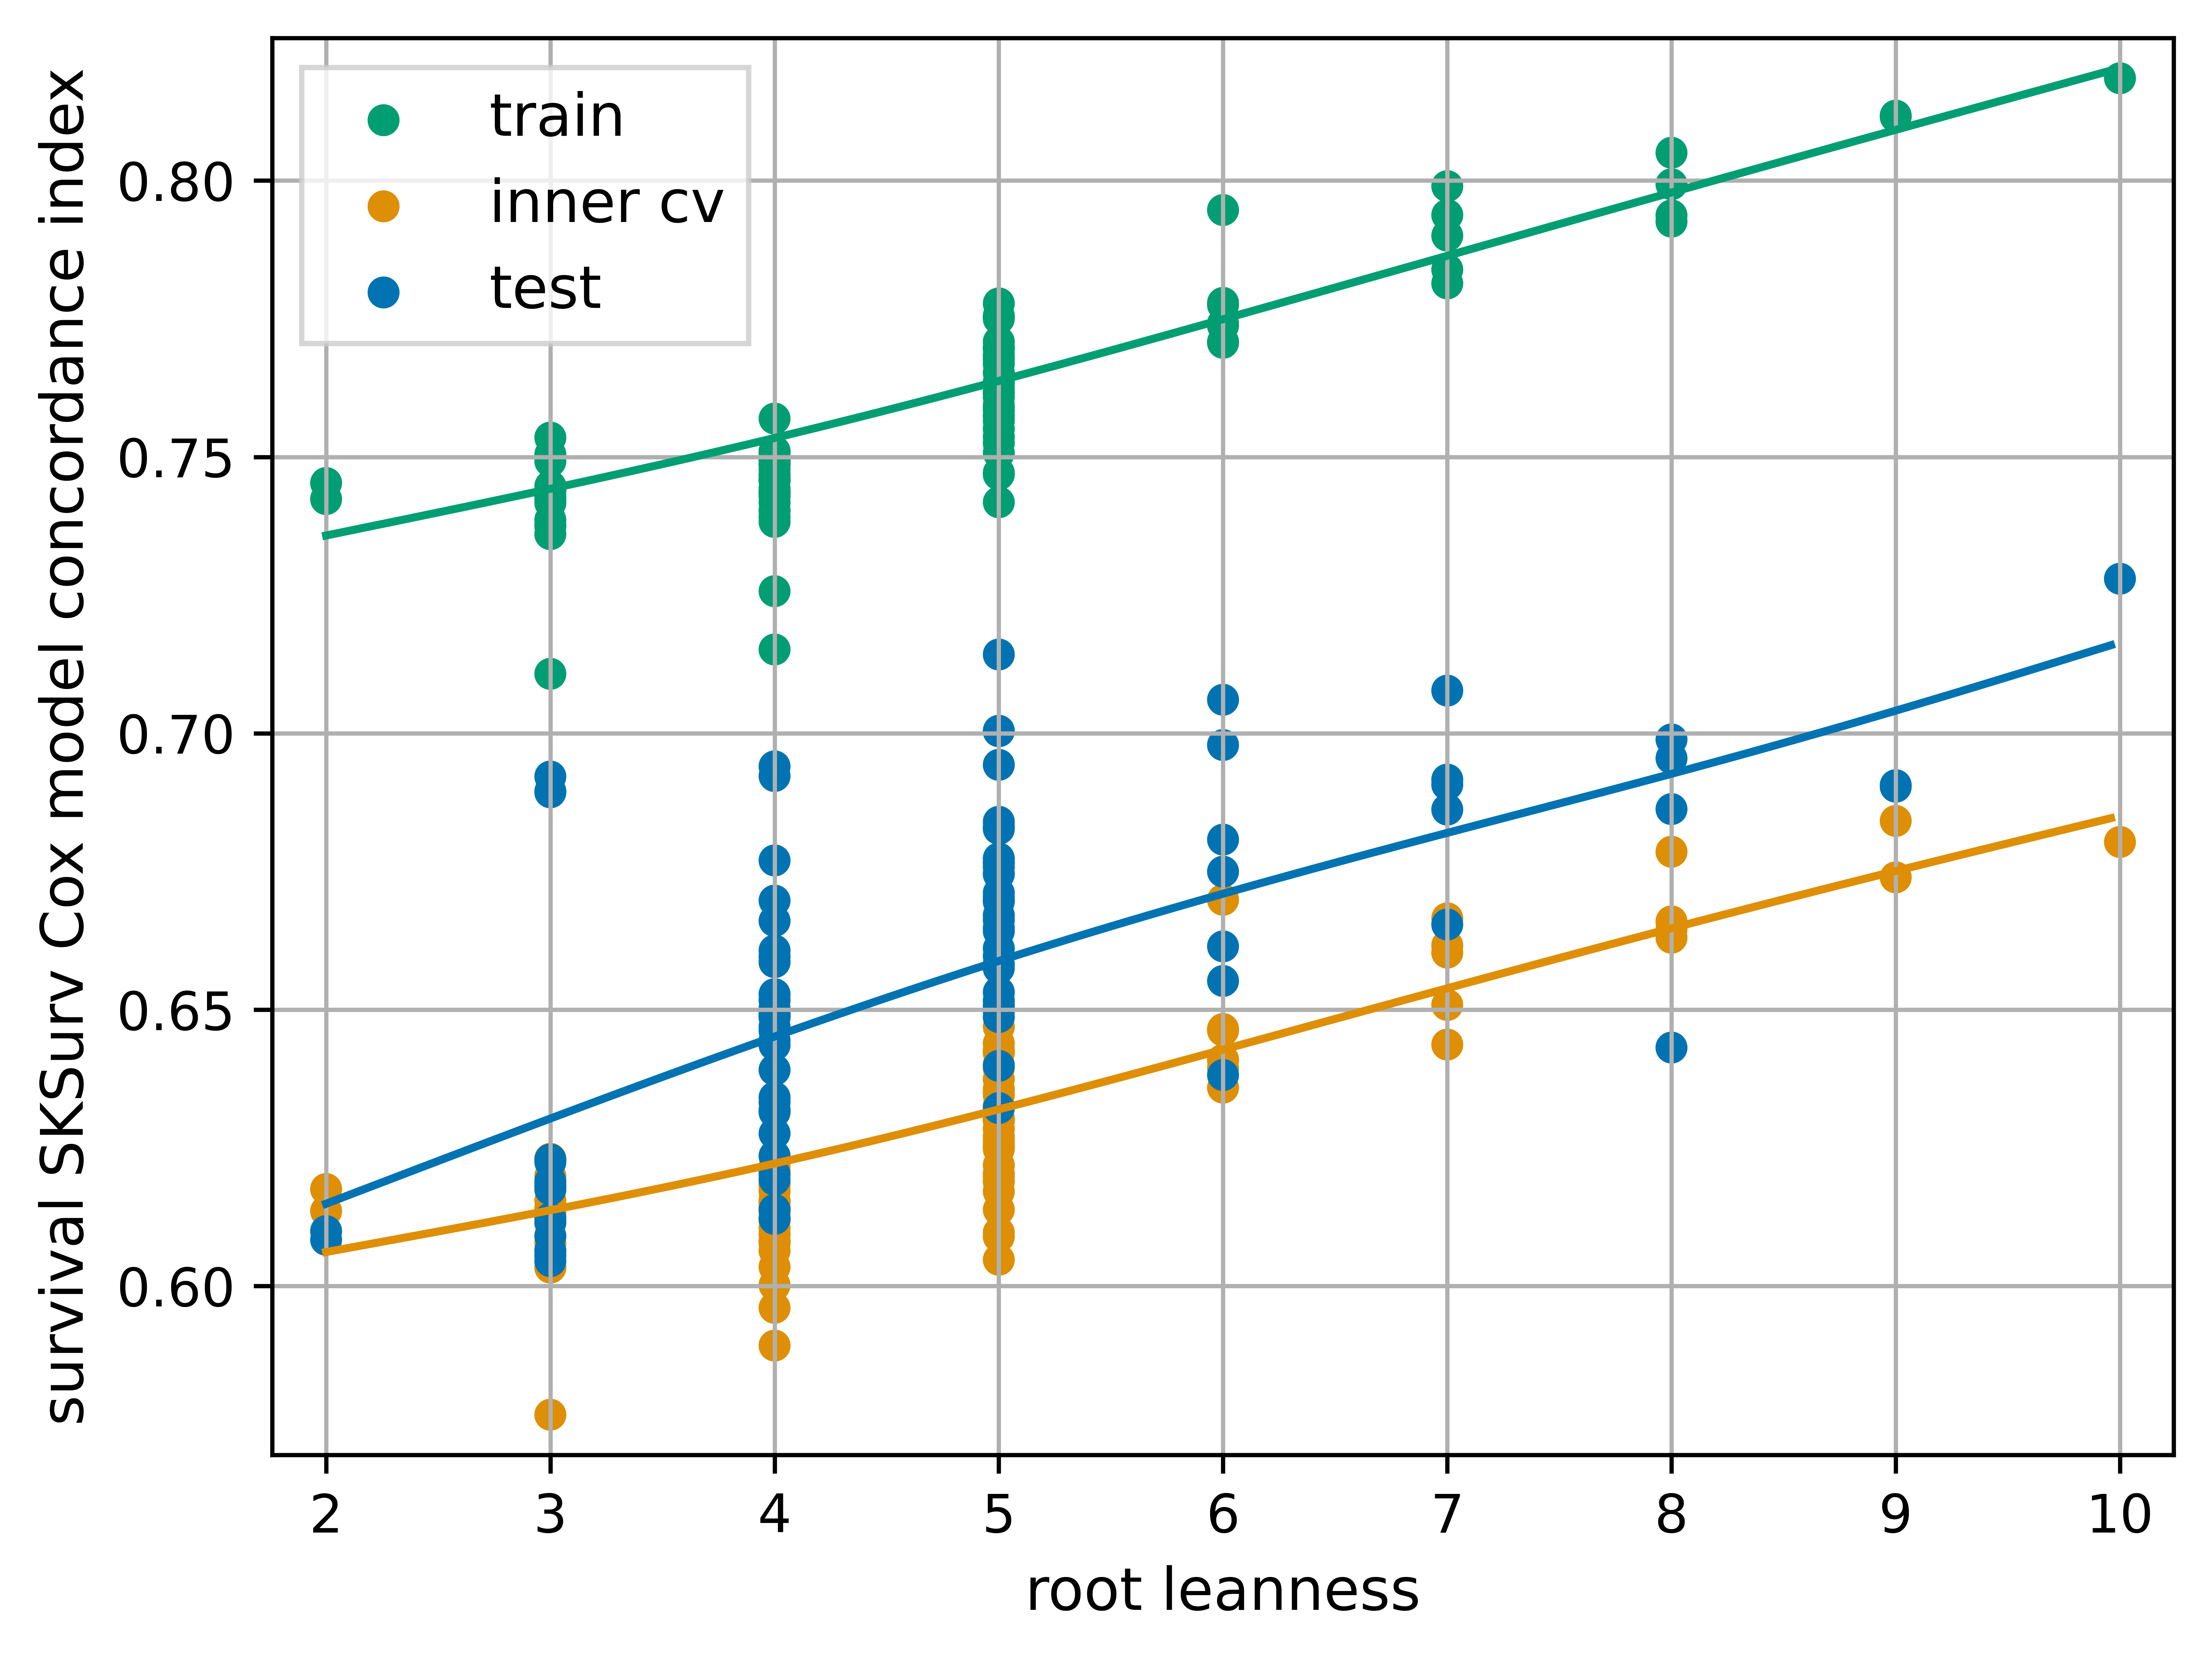 survival SKSurv Cox model concordance index
train
inner cv
test
0.80
0.75
0.70
0.65
0.60
2 3 4 5 6 7 8 9 10
root leanness